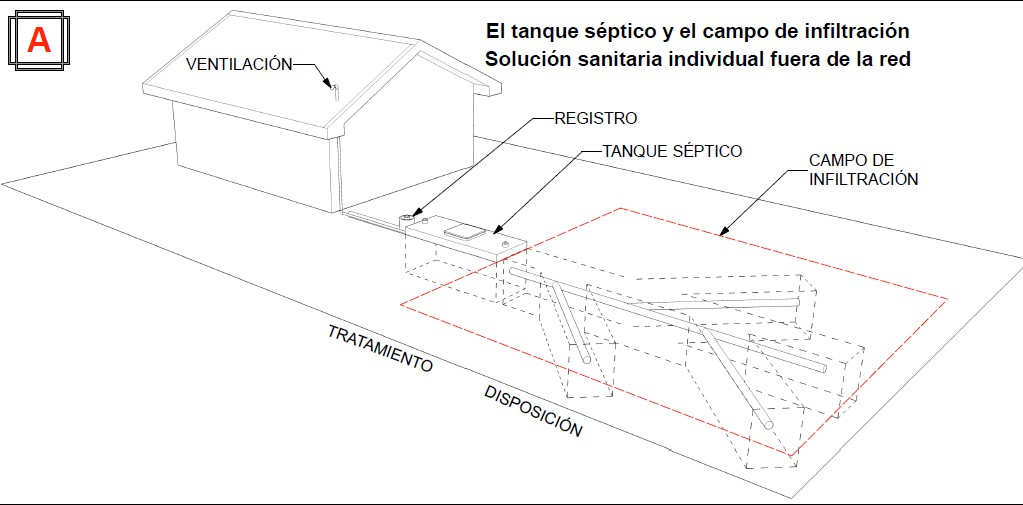 A
El tanque séptico y el campo de infiltración
Solución sanitaria individual fuera de la red
VENTILACIÓN
REGISTRO
TANQUE SÉPTICO
CAMPO DE
INFILTRACIÓN
TRATAMIENTO
DISPOSICIÓN